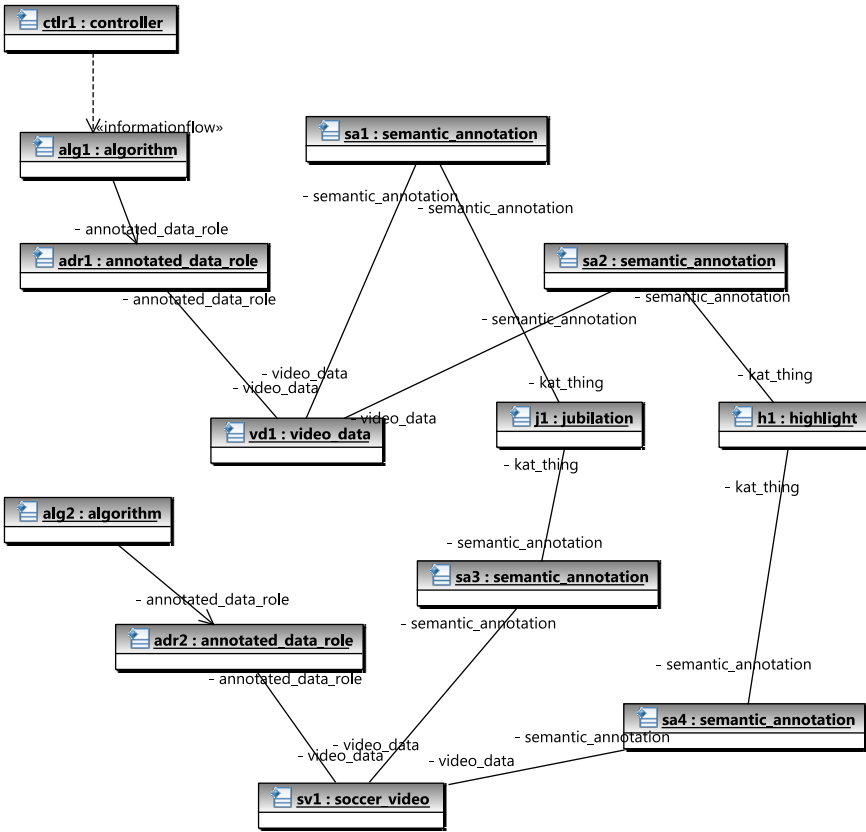 ctlr1 : controller
«informationflow»
alg1 : algorithm
sa1 : semantic_annotation
- semantic_annotation
- semantic_annotation
- annotated_data_role
adr1 : annotated_data_role
sa2 : semantic_annotation
- annotated_data_role
- semantic_annotation
- semantic_annotation
- video_data
- video_data
- kat_thing
- kat_thing
- video_data
vd1 : video_data
j1 : jubilation
h1 : highlight
- kat_thing
- kat_thing
alg2 : algorithm
- semantic_annotation
sa3 : semantic_annotation
- annotated_data_role
- semantic_annotation
adr2 : annotated_data_role
- annotated_data_role
- semantic_annotation
sa4 : semantic_annotation
- semantic_annotation
- video_data
- video_data
- video_data
sv1 : soccer_video